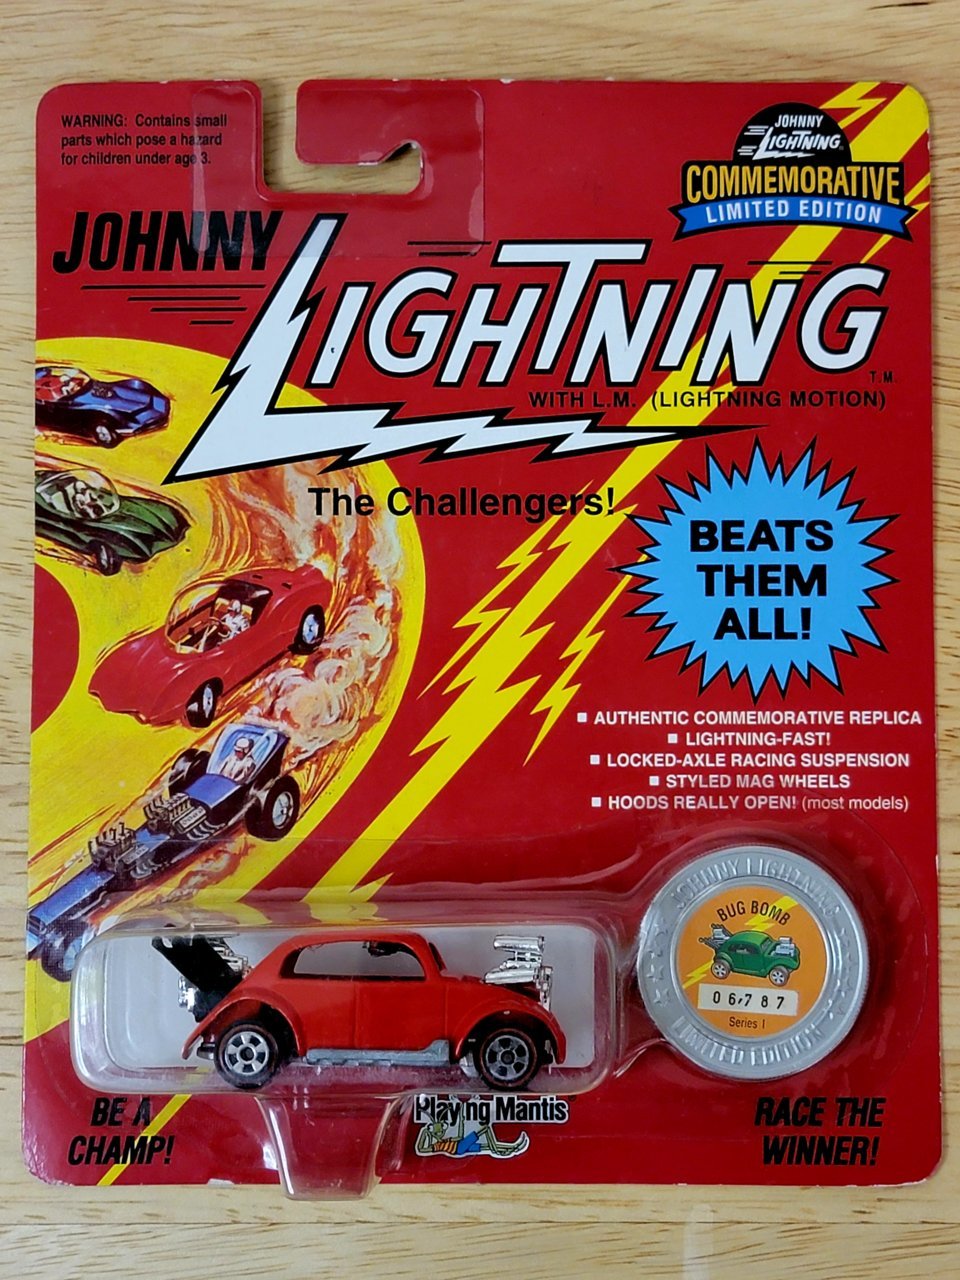 WARNING: Contains small
parts which pose a hazard
for children under age 3.
JOHNNY
LIGHTNING
COMMEMORATIVE
LIMITED EDITION
JOHNNY
LIGHTNING
T.M.
WITH L.M. (LIGHTNING MOTION)
The Challengers!
BEATS
THEM
ALL!
AUTHENTIC COMMEMORATIVE REPLICA
LIGHTNING-FAST!
LOCKED-AXLE RACING SUSPENSION
STYLED MAG WHEELS
HOODS REALLY OPEN! (most models)
JOHNNY LIGHTNING
BUG BOMB
06,787
Series I
LIMITED EDITION
BE A
CHAMP!
Playing Mantis
RACE THE
WINNER!